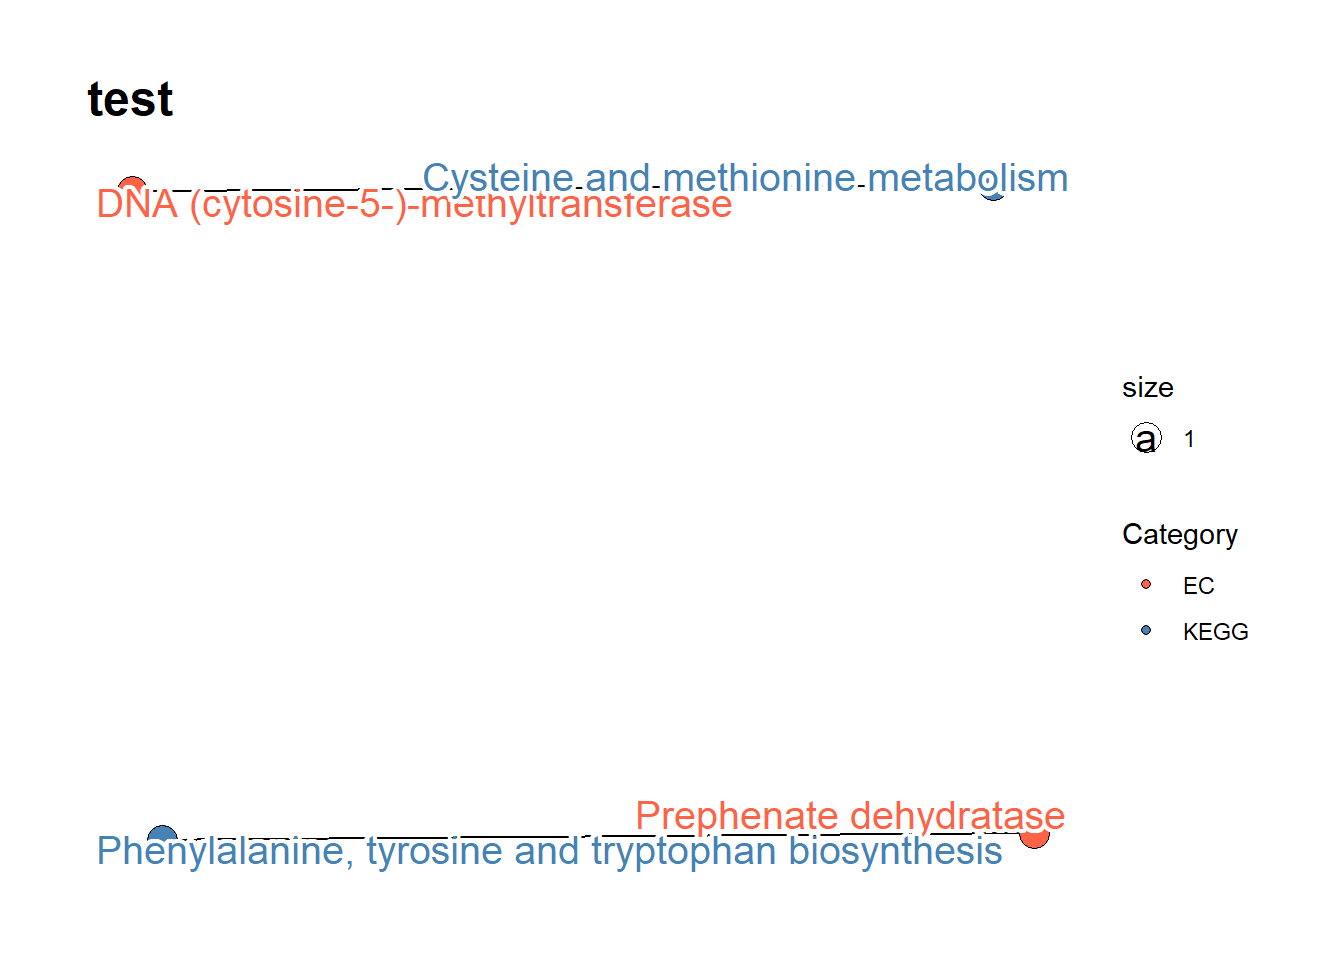 test
Cysteine and methionine metabolism
DNA (cytosine-5-)-methyltransferase
size
a 1
Category
EC
KEGG
Prephenate dehydratase
Phenylalanine, tyrosine and tryptophan biosynthesis